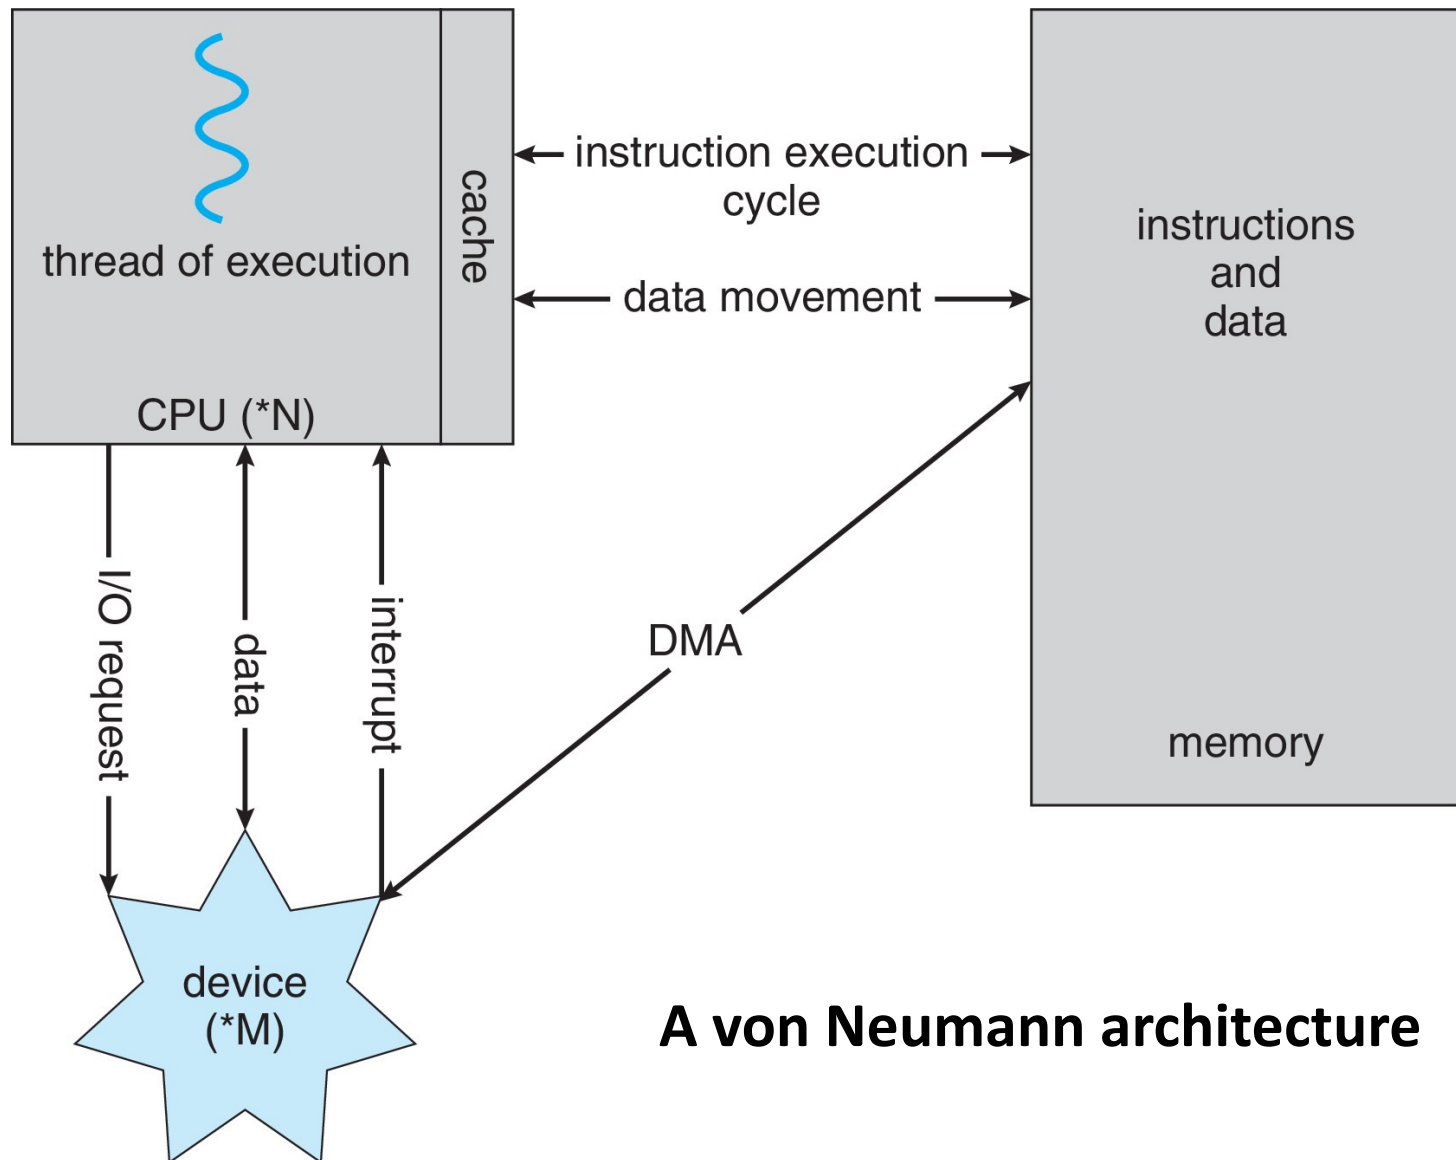 thread of execution
CPU (*N)
cache
instruction execution
cycle
data movement
instructions
and
data
memory
I/O request
data
interrupt
DMA
device
(*M)
A von Neumann architecture